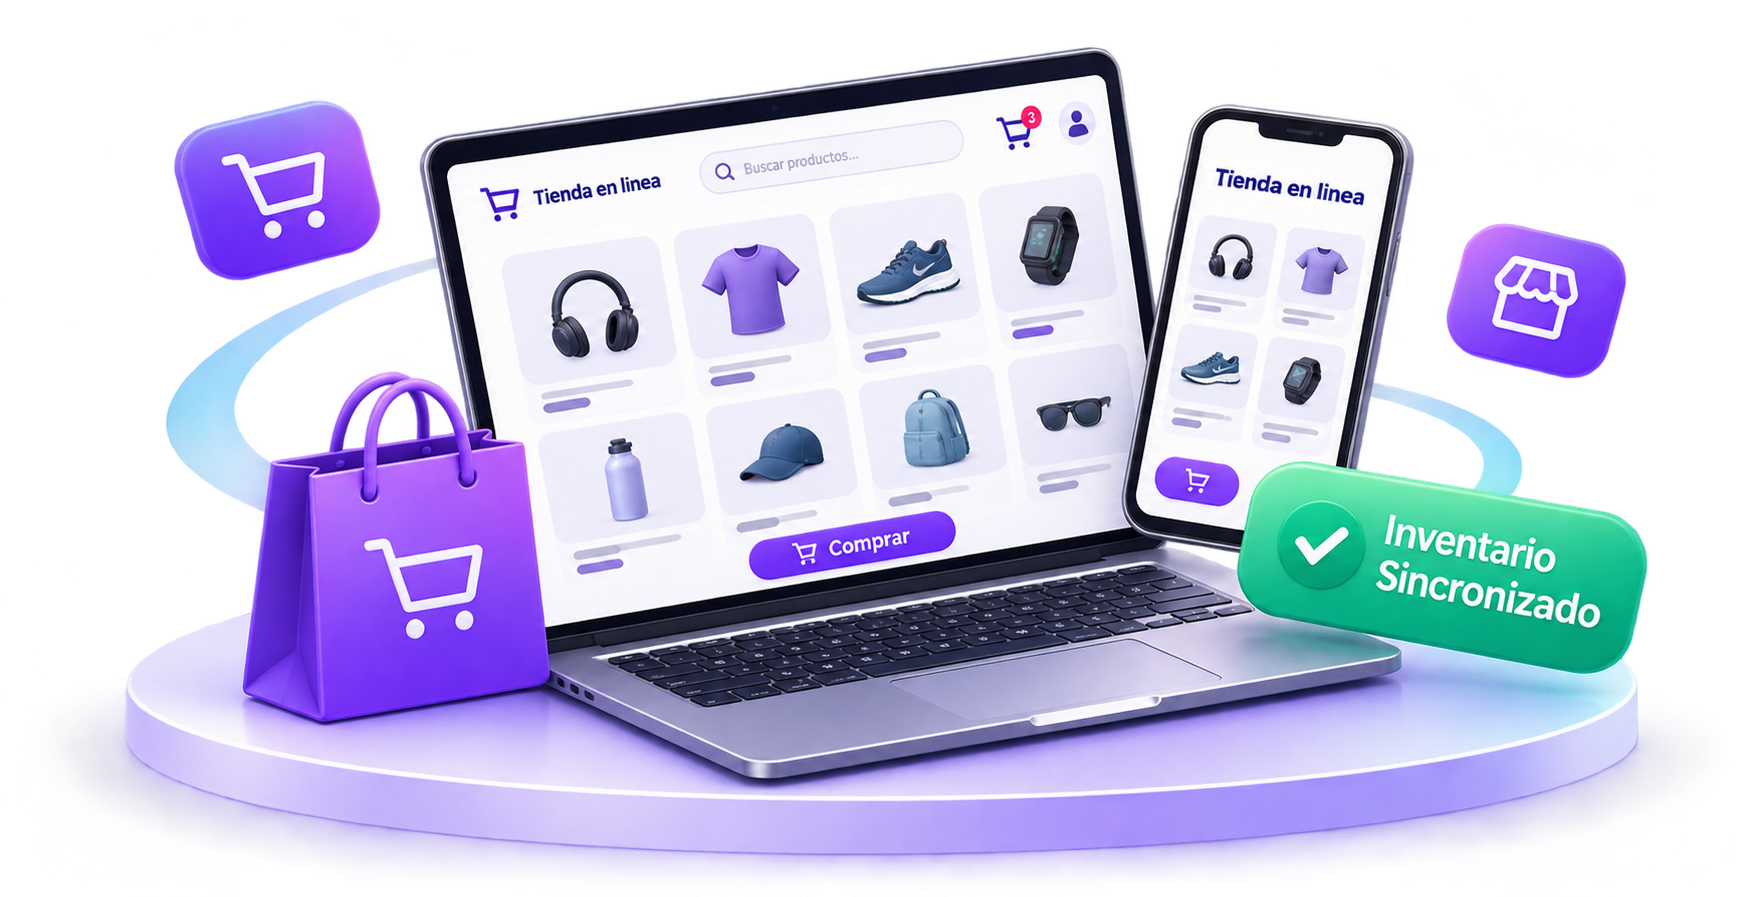 Tienda en linea
Buscar productos...
3
Comprar
Tienda en linea
Inventario
Sincronizado